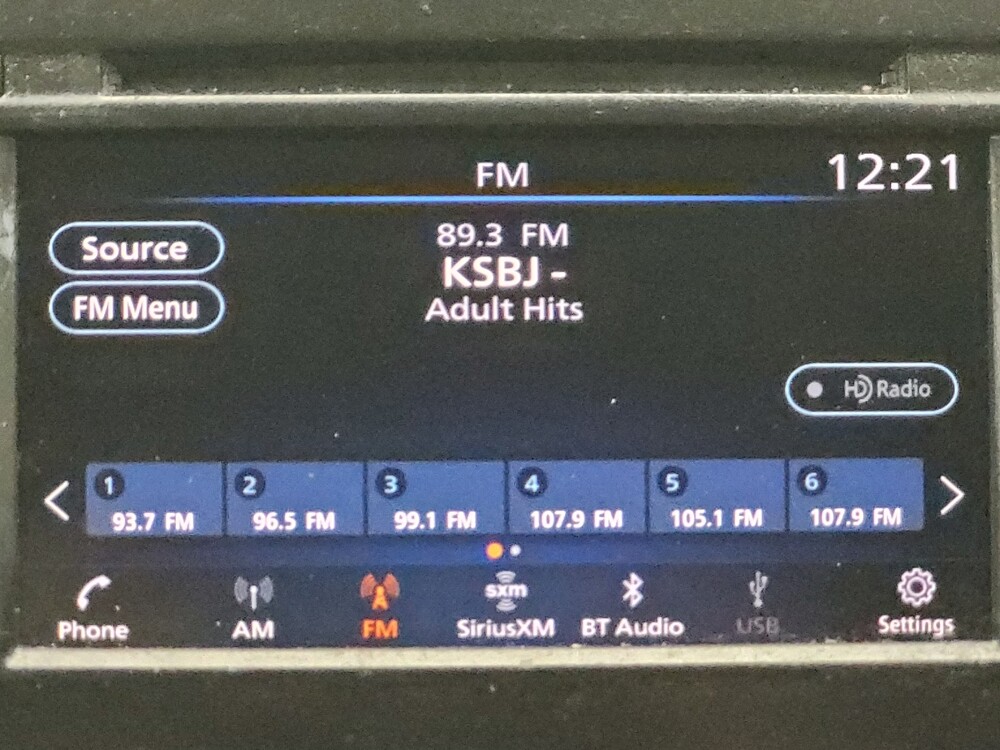 FM
12:21
Source
89.3 FM
KSBJ -
FM Menu
Adult Hits
HD Radio
1 2 3 4 5 6
93.7 FM 96.5 FM 99.1 FM 107.9 FM 105.1 FM 107.9 FM
sxm
Phone AM FM SiriusXM BT Audio USB Settings